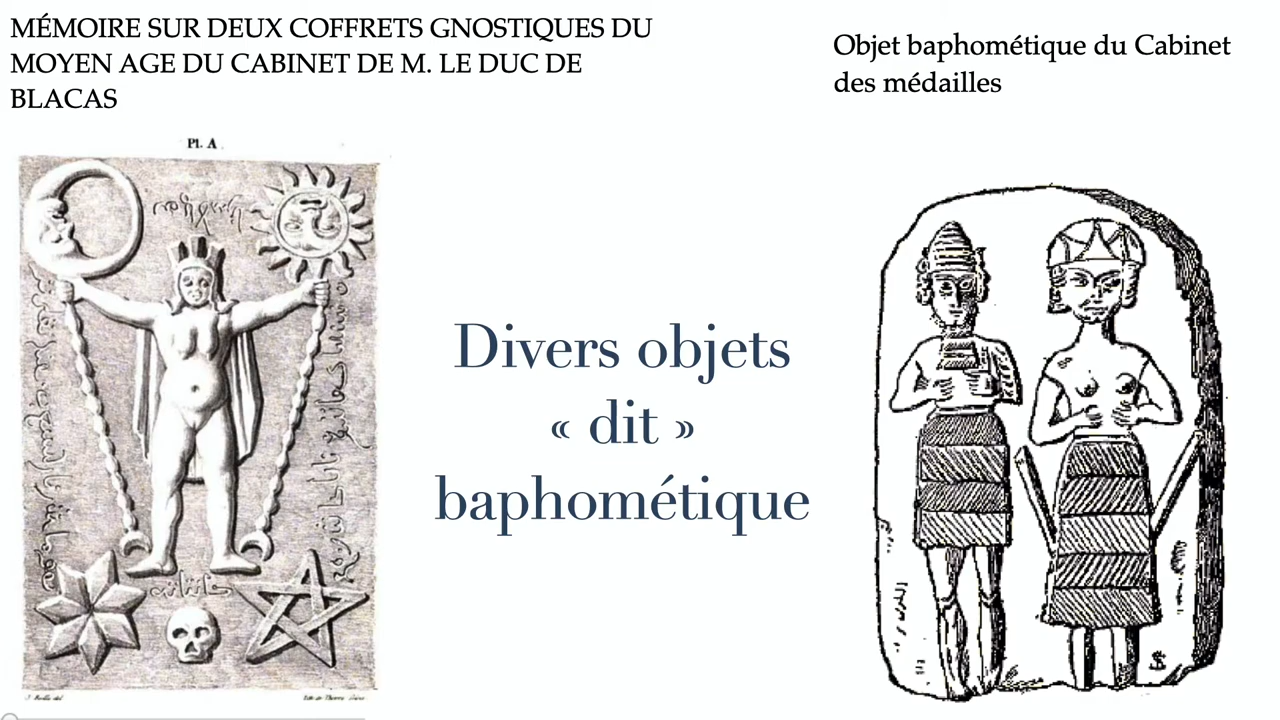 MÉMOIRE SUR DEUX COFFRETS GNOSTIQUES DU
MOYEN AGE DU CABINET DE M. LE DUC DE
BLACAS
Objet baphométique du Cabinet
des médailles
Pl. A
Divers objets
« dit »
baphométique